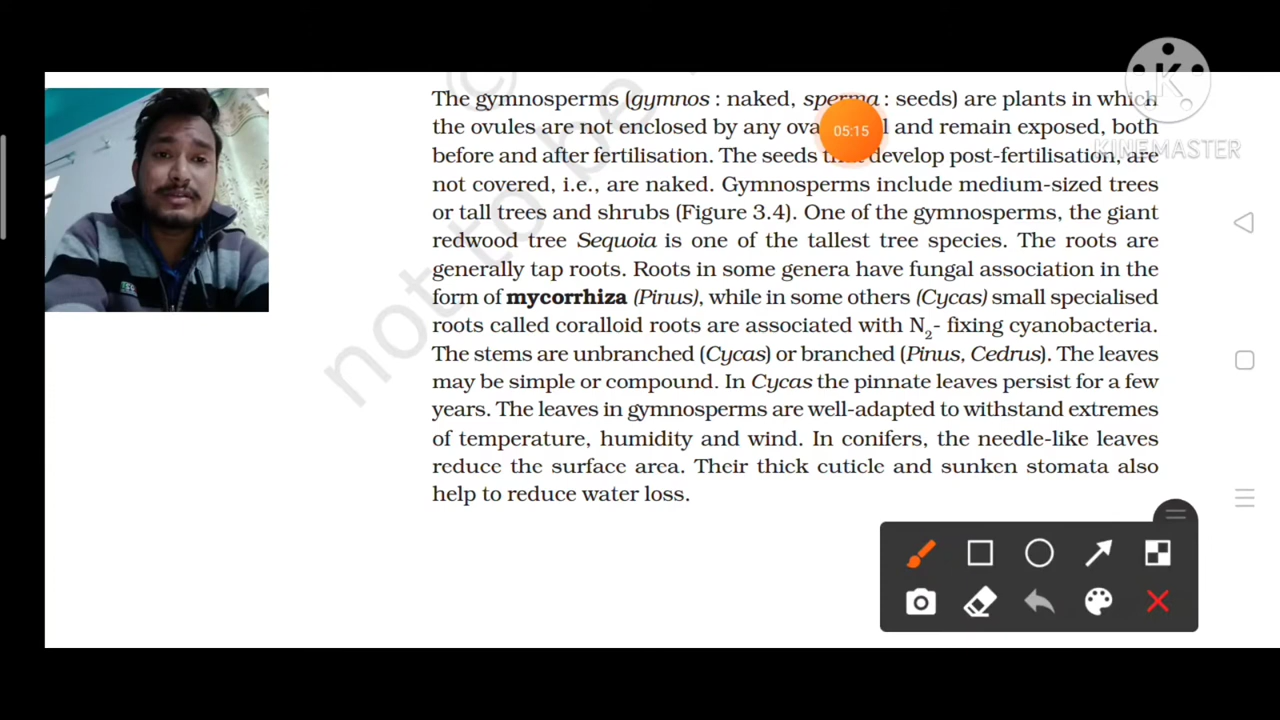 The gymnosperms (gymnos : naked, sperma : seeds) are plants in which
the ovules are not enclosed by any and remain exposed, both
before and after fertilisation. The seeds develop post-fertilisation, are
not covered, i.e., are naked. Gymnosperms include medium-sized trees
or tall trees and shrubs (Figure 3.4). One of the gymnosperms, the giant
redwood tree Sequoia is one of the tallest tree species. The roots are
generally tap roots. Roots in some genera have fungal association in the
form of mycorrhiza (Pinus), while in some others (Cycas) small specialised
roots called coralloid roots are associated with N2- fixing cyanobacteria.
The stems are unbranched (Cycas) or branched (Pinus, Cedrus). The leaves
may be simple or compound. In Cycas the pinnate leaves persist for a few
years. The leaves in gymnosperms are well-adapted to withstand extremes
of temperature, humidity and wind. In conifers, the needle-like leaves
reduce the surface area. Their thick cuticle and sunken stomata also
help to reduce water loss.
05:15
K
KINEMASTER
©
not to be